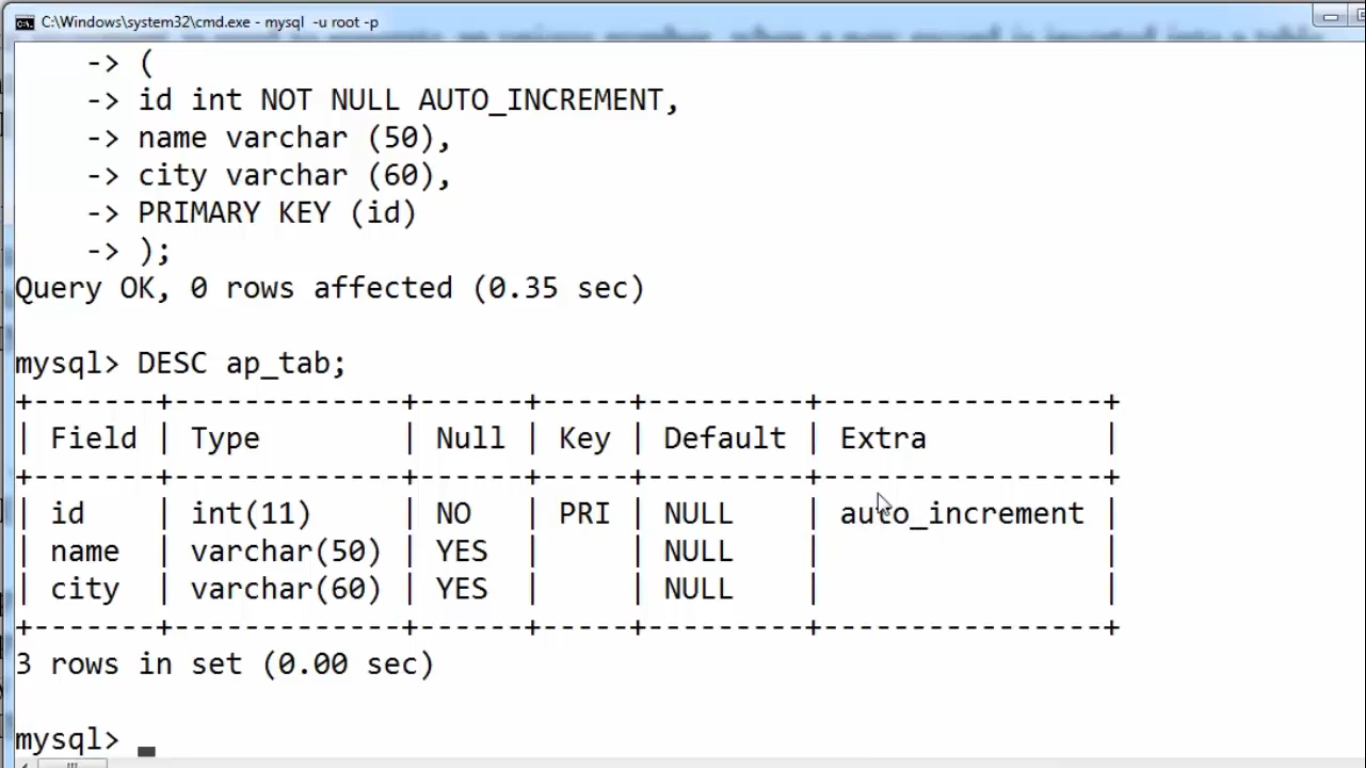 C:\Windows\system32\cmd.exe - mysql -u root -p
-> (
-> id int NOT NULL AUTO_INCREMENT,
-> name varchar (50),
-> city varchar (60),
-> PRIMARY KEY (id)
-> );
Query OK, 0 rows affected (0.35 sec)
mysql> DESC ap_tab;
+-------+-------------+------+-----+---------+----------------+
| Field | Type        | Null | Key | Default | Extra          |
+-------+-------------+------+-----+---------+----------------+
| id    | int(11)     | NO   | PRI | NULL    | auto_increment |
| name  | varchar(50) | YES  |     | NULL    |                |
| city  | varchar(60) | YES  |     | NULL    |                |
+-------+-------------+------+-----+---------+----------------+
3 rows in set (0.00 sec)
mysql>